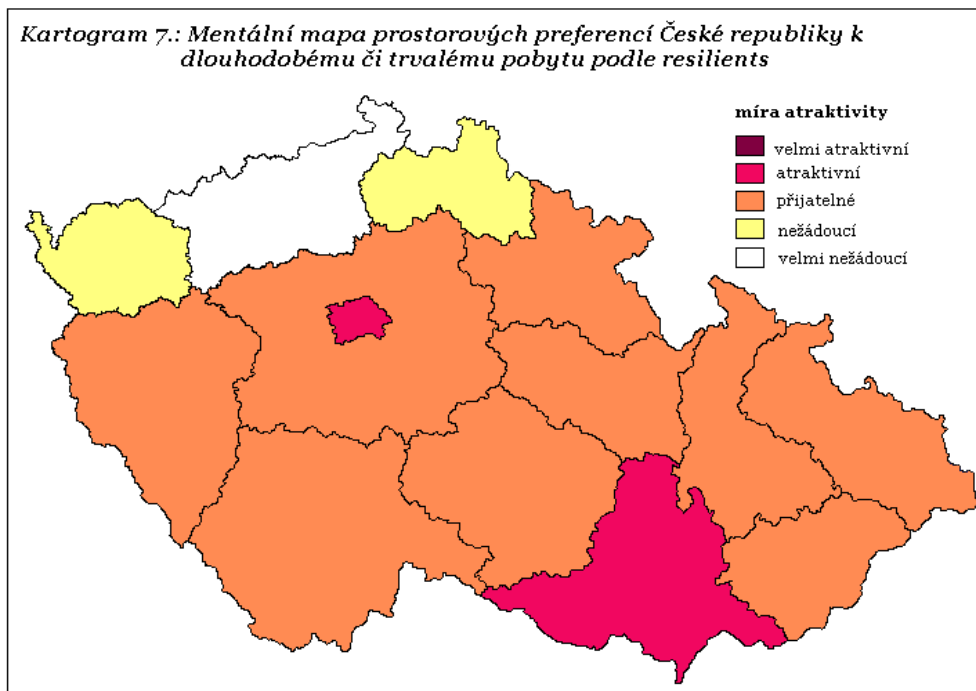 Kartogram 7.: Mentální mapa prostorových preferencí České republiky k
dlouhodobému či trvalému pobytu podle resilients
míra atraktivity
velmi atraktivní
atraktivní
přijatelné
nežádoucí
velmi nežádoucí